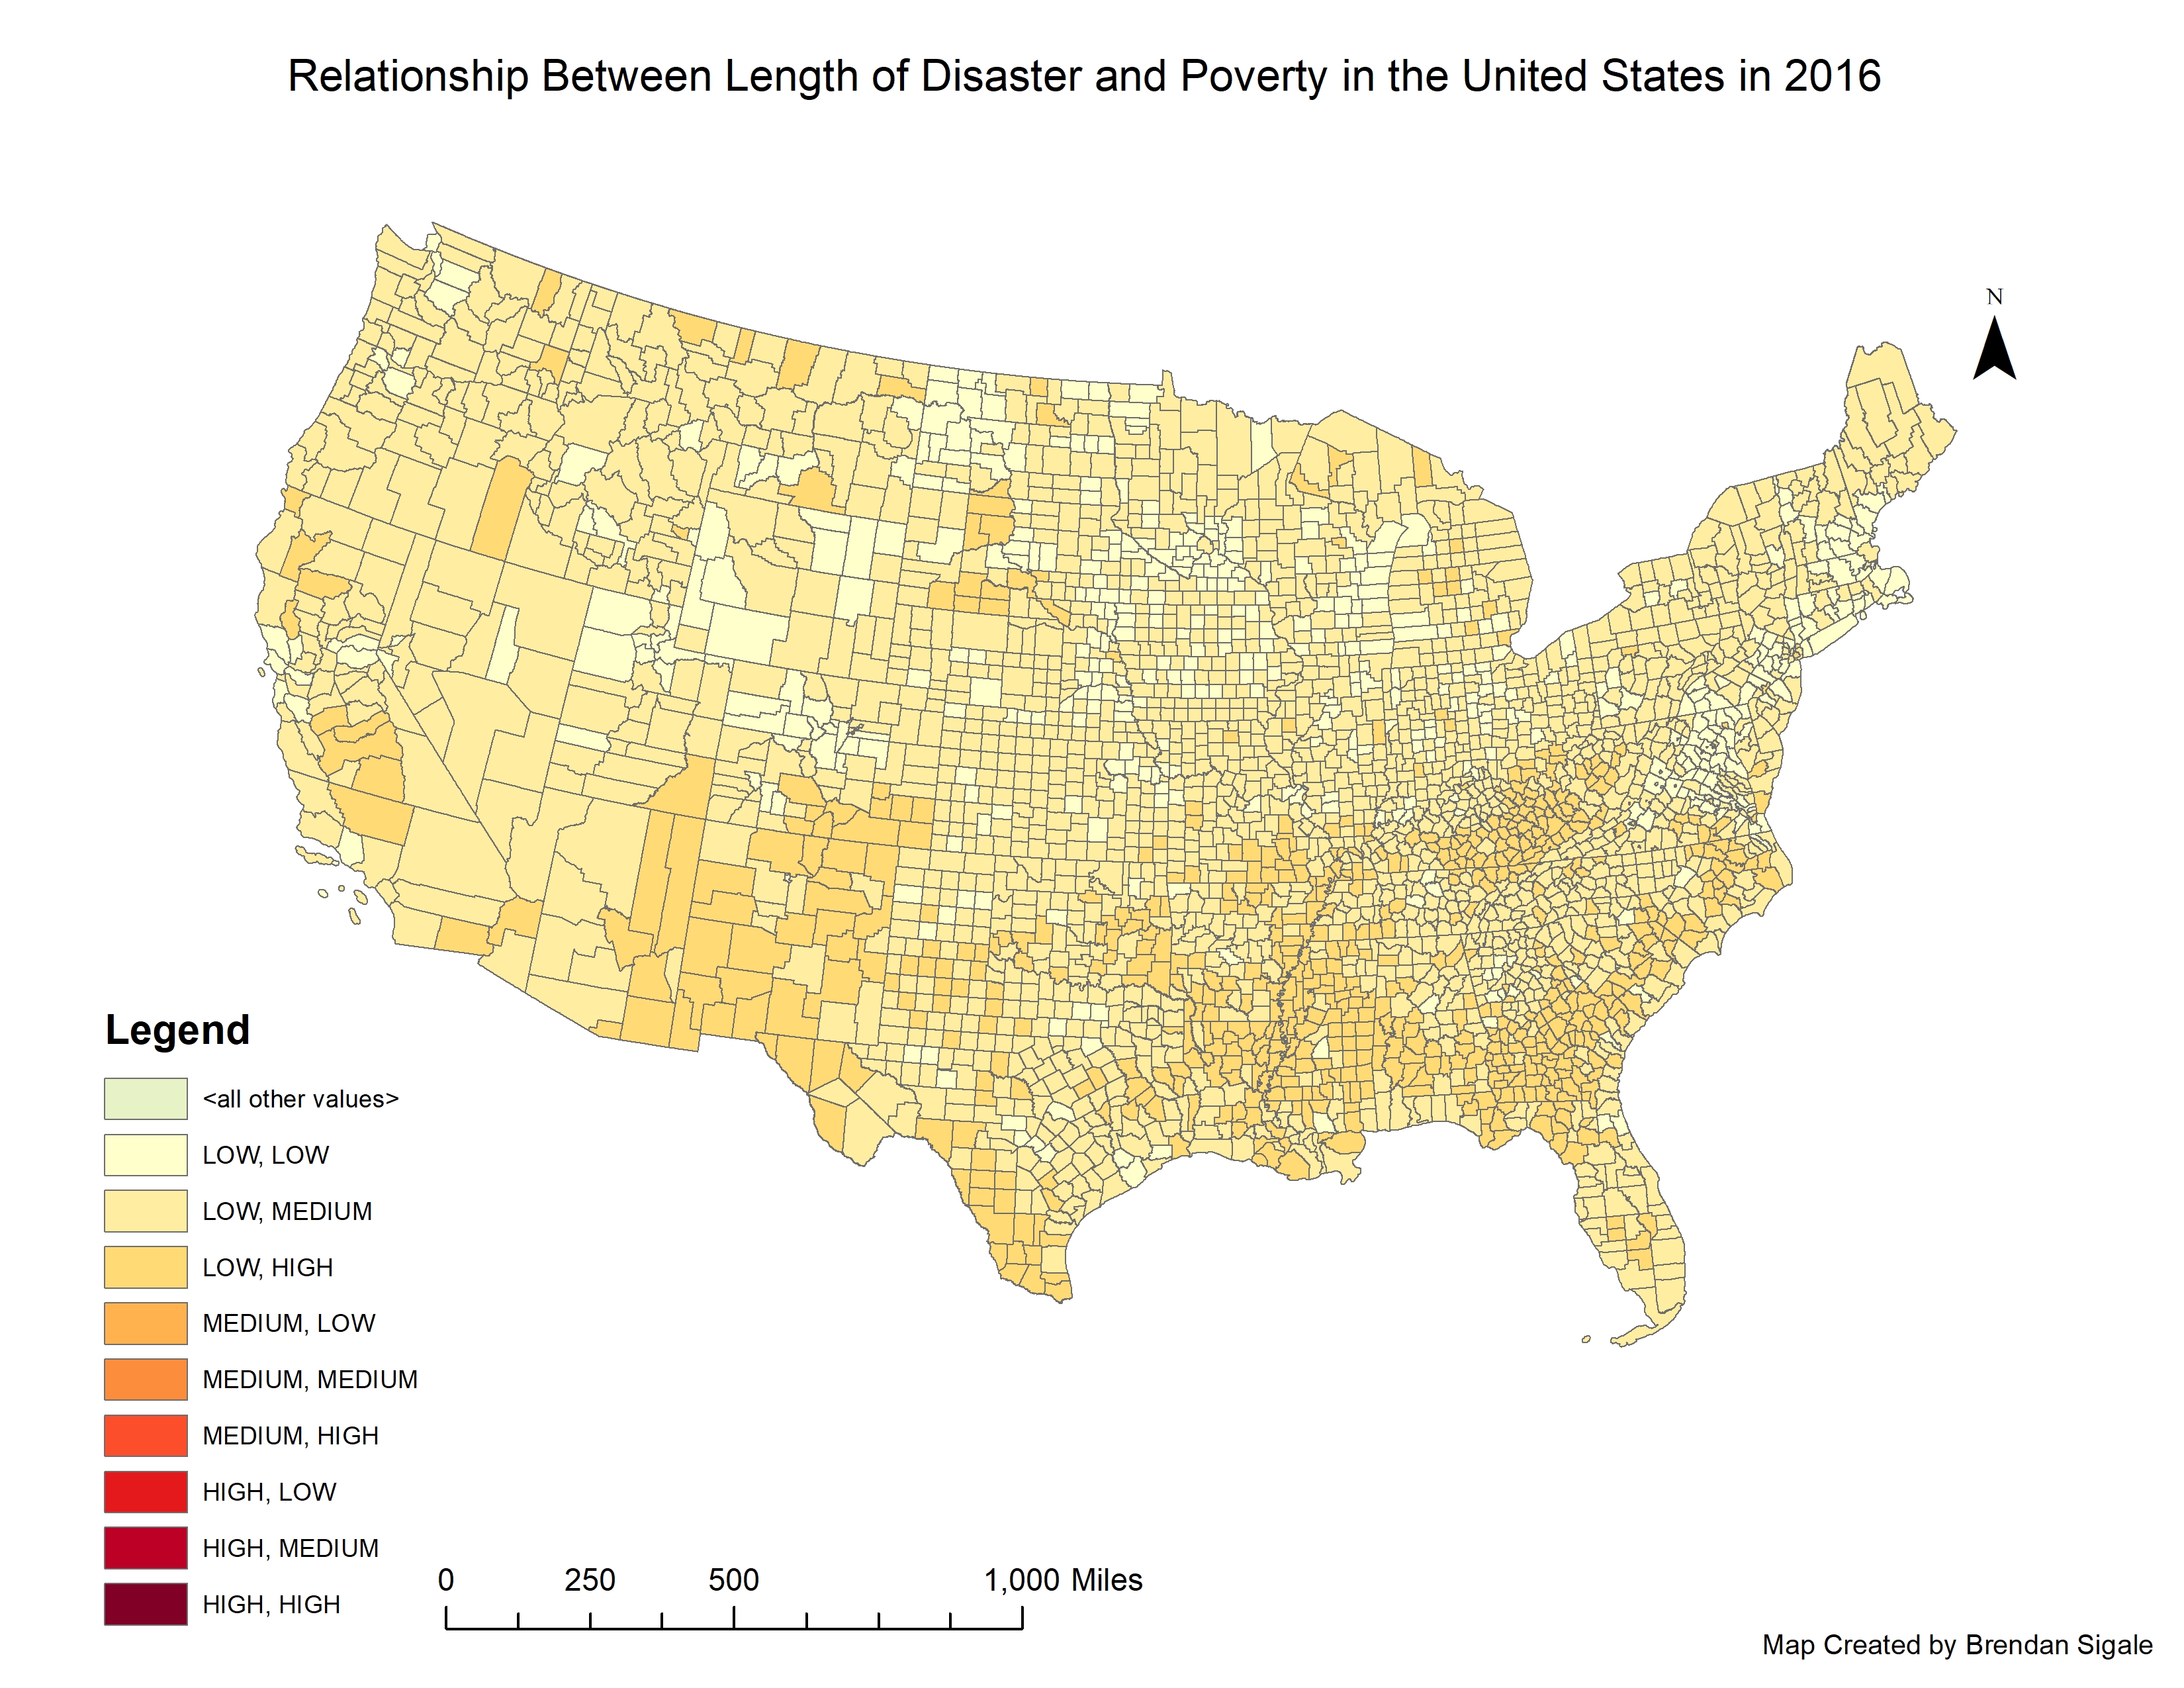 Relationship Between Length of Disaster and Poverty in the United States in 2016
N
Legend
<all other values>
LOW, LOW
LOW, MEDIUM
LOW, HIGH
MEDIUM, LOW
MEDIUM, MEDIUM
MEDIUM, HIGH
HIGH, LOW
HIGH, MEDIUM
HIGH, HIGH
0 250 500 1,000 Miles
Map Created by Brendan Sigale